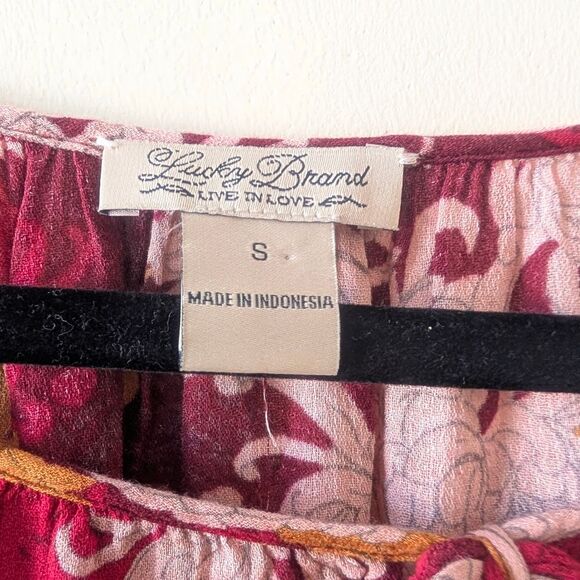 Lucky Brand
LIVE IN LOVE
S
MADE IN INDONESIA